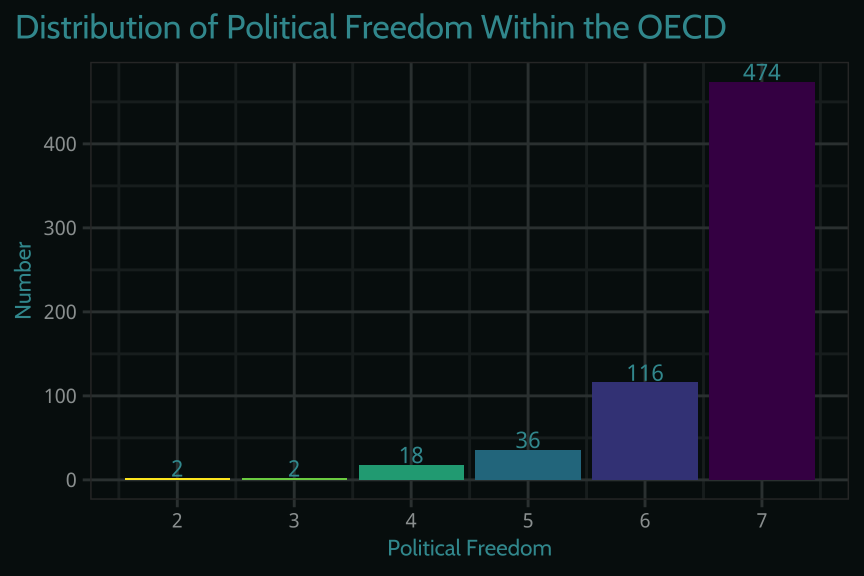 Distribution of Political Freedom Within the OECD
474
400
300
Number
200
116
100
36
18
2 2
0
2 3 4 5 6 7
Political Freedom